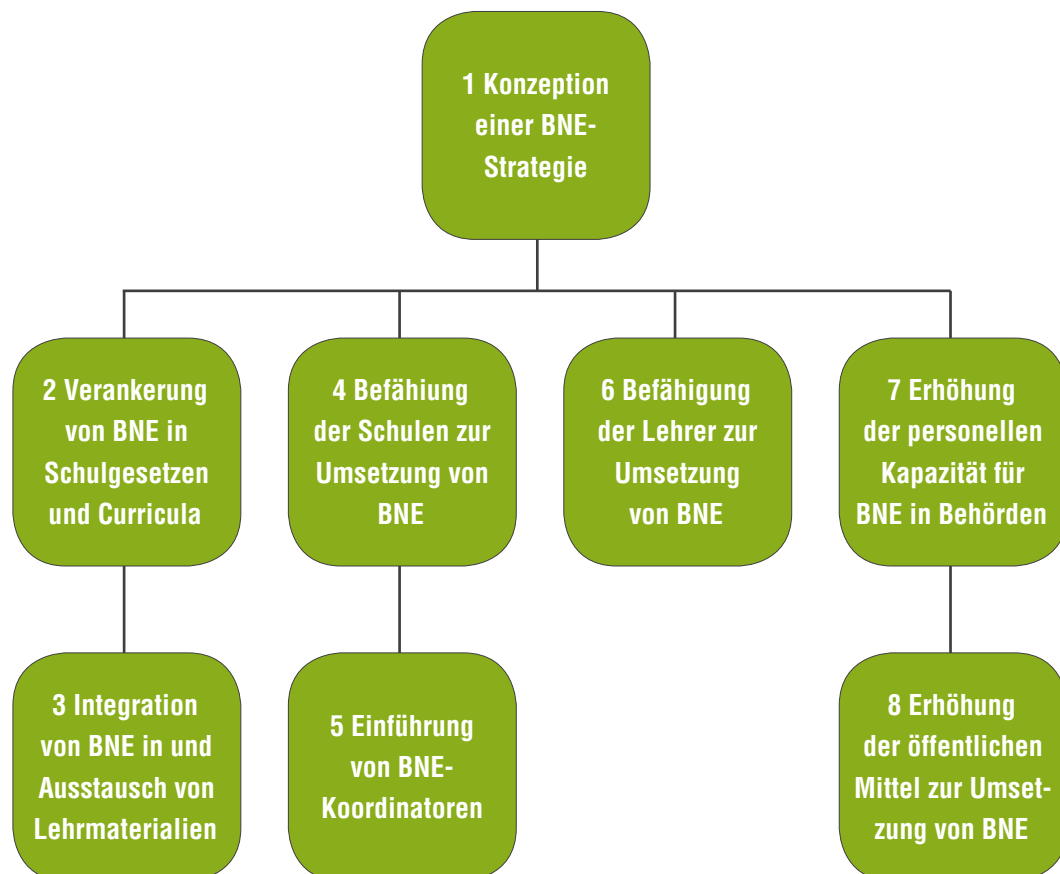 1 Konzeption
einer BNE-
Strategie
2 Verankerung
von BNE in
Schulgesetzen
und Curricula
4 Befähiung
der Schulen zur
Umsetzung von
BNE
6 Befähigung
der Lehrer zur
Umsetzung
von BNE
7 Erhöhung
der personellen
Kapazität für
BNE in Behörden
3 Integration
von BNE in und
Ausstausch von
Lehrmaterialien
5 Einführung
von BNE-
Koordinatoren
8 Erhöhung
der öffentlichen
Mittel zur Umset-
zung von BNE